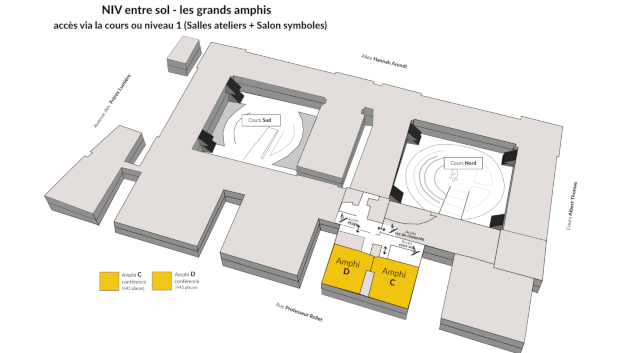 NIV entre sol - les grands amphis
accès via la cours ou niveau 1 (Salles ateliers + Salon symboles)
Allée Hannah Arendt
Avenue des Frères Lumière
Cours Sud
Cours Nord
Cours Albert Thomas
Accès
Accès
rez de chaussée
Accès
Amphi
D
Amphi
C
Amphi C
conférence
(445 places)
Amphi D
conférence
(445 places)
Rue Professeur Rollet